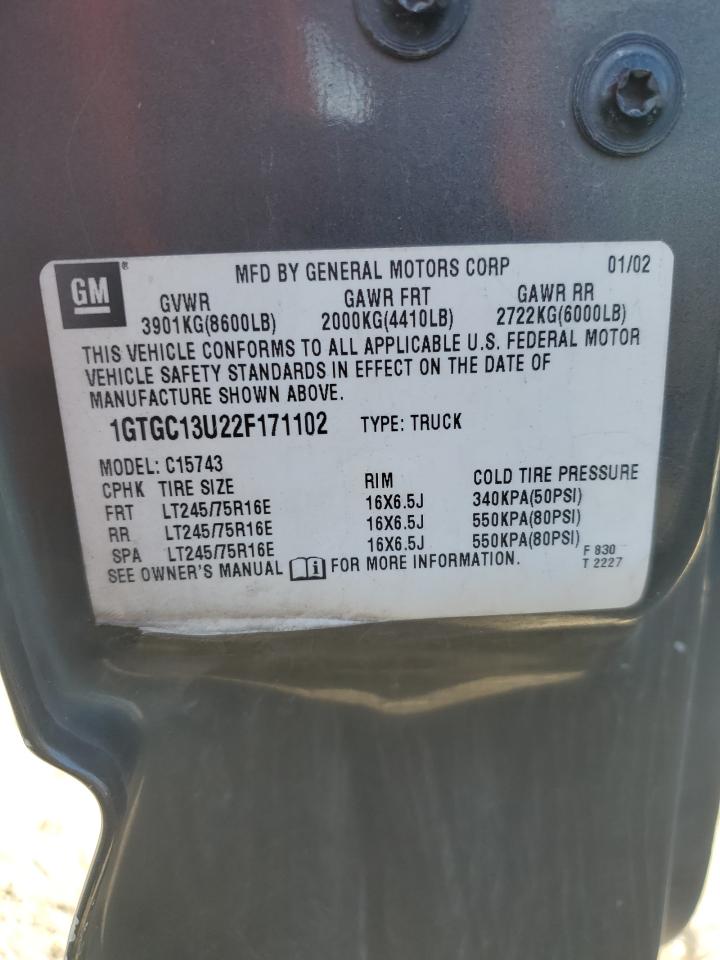 GM® MFD BY GENERAL MOTORS CORP 01/02
GVWR GAWR FRT GAWR RR
3901KG(8600LB) 2000KG(4410LB) 2722KG(6000LB)
THIS VEHICLE CONFORMS TO ALL APPLICABLE U.S. FEDERAL MOTOR
VEHICLE SAFETY STANDARDS IN EFFECT ON THE DATE OF
MANUFACTURE SHOWN ABOVE.
1GTGC13U22F171102 TYPE: TRUCK
MODEL: C15743
CPHK TIRE SIZE RIM COLD TIRE PRESSURE
FRT LT245/75R16E 16X6.5J 340KPA(50PSI)
RR LT245/75R16E 16X6.5J 550KPA(80PSI)
SPA LT245/75R16E 16X6.5J 550KPA(80PSI)
SEE OWNER'S MANUAL i FOR MORE INFORMATION.
F 830
T 2227